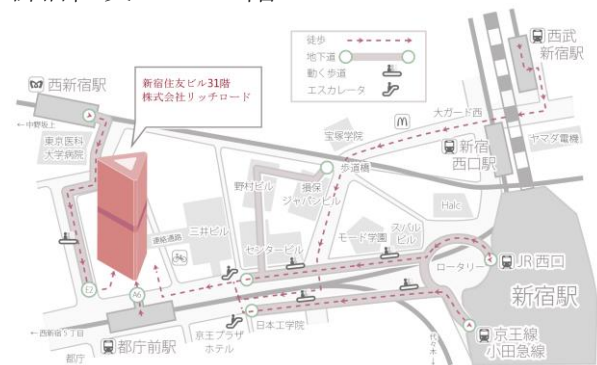 徒歩
地下道
動く歩道
エスカレータ
西武
新宿駅
新宿住友ビル31階
株式会社リッチロード
西新宿駅
←中野坂上
東京医科
大学病院
宝塚学院
大ガード西
新宿
西口駅
ヤマダ電機
歩道橋
野村ビル
損保
ジャパンビル
Halc
連絡通路
三井ビル
センタービル
モード学園
スバル
ビル
ロータリー
JR西口
新宿駅
E2
A6
日本工学院
京王線
小田急線
←西新宿5丁目
都庁
都庁前駅
京王プラザ
ホテル
代々木→